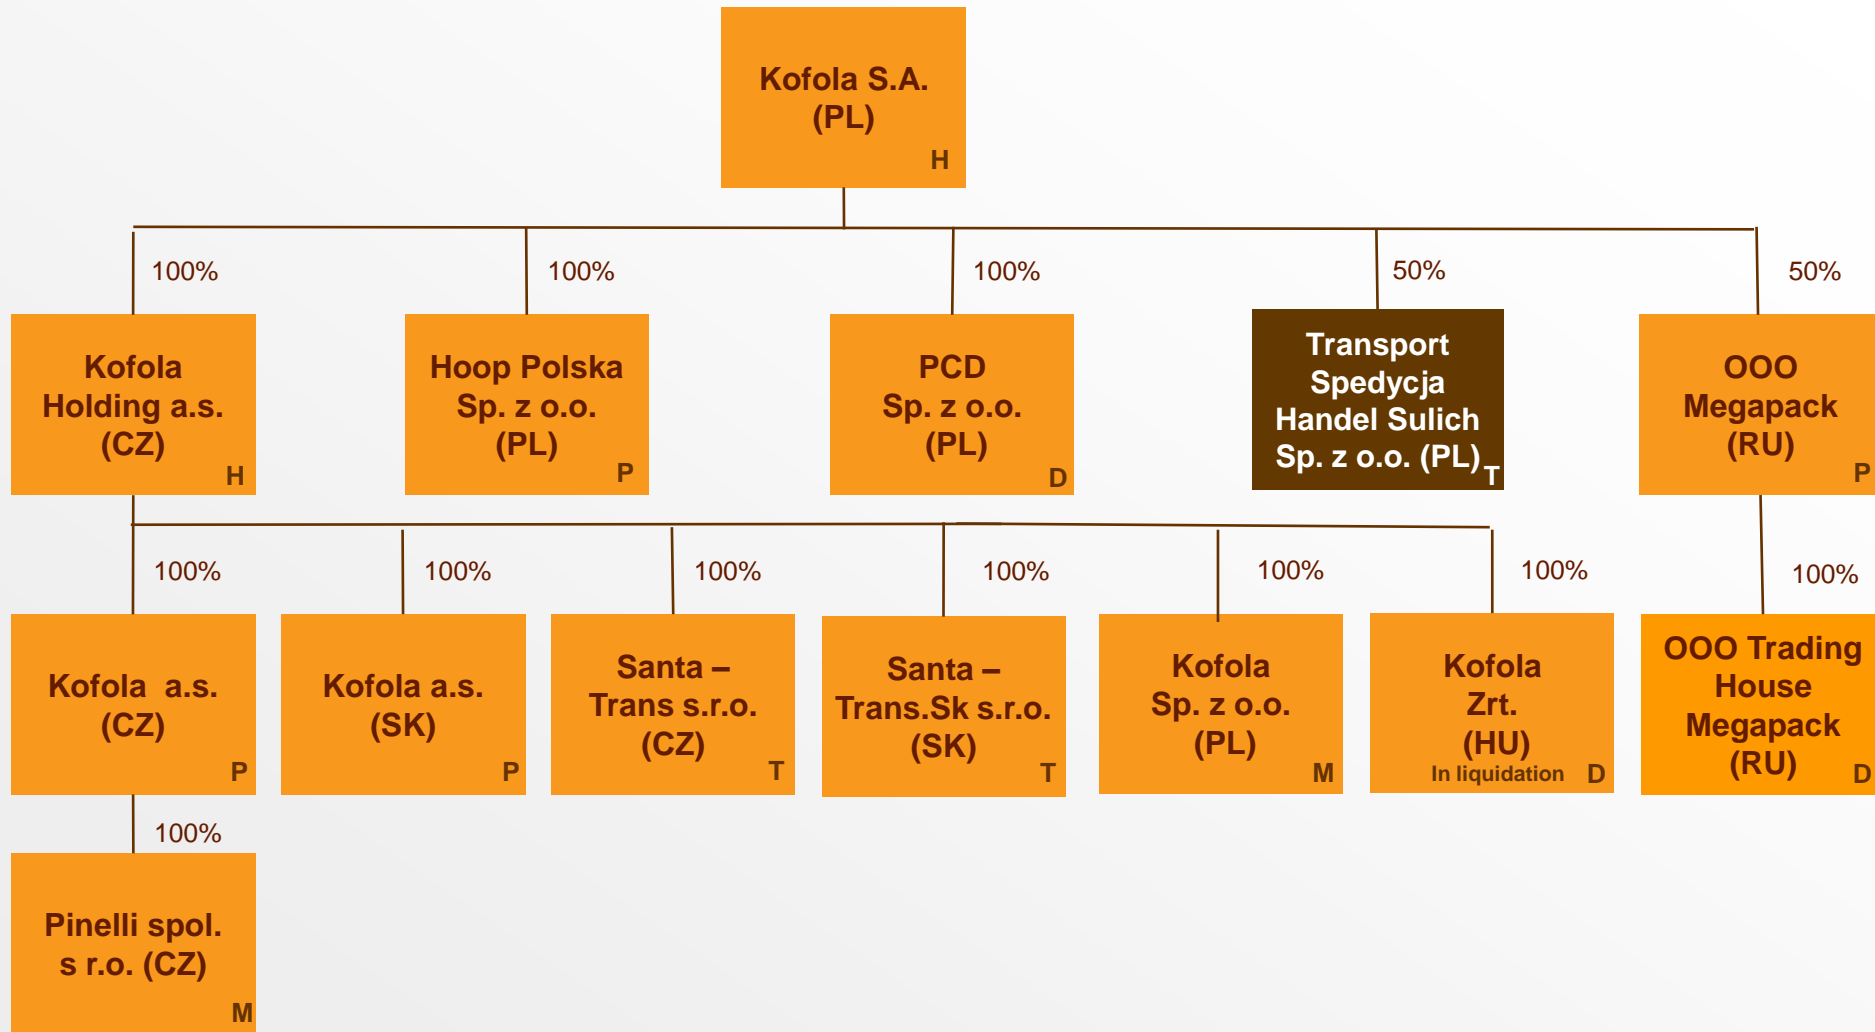 Kofola S.A.
(PL)
H
100%
100%
100%
50%
50%
Kofola
Holding a.s.
(CZ)
H
Hoop Polska
Sp. z o.o.
(PL)
P
PCD
Sp. z o.o.
(PL)
D
Transport
Spedycja
Handel Sulich
Sp. z o.o. (PL)
T
OOO
Megapack
(RU)
P
100%
100%
100%
100%
100%
100%
100%
Kofola a.s.
(CZ)
P
Kofola a.s.
(SK)
P
Santa –
Trans s.r.o.
(CZ)
T
Santa –
Trans.Sk s.r.o.
(SK)
T
Kofola
Sp. z o.o.
(PL)
M
Kofola
Zrt.
(HU)
In liquidation D
OOO Trading
House
Megapack
(RU)
D
100%
Pinelli spol.
s r.o. (CZ)
M